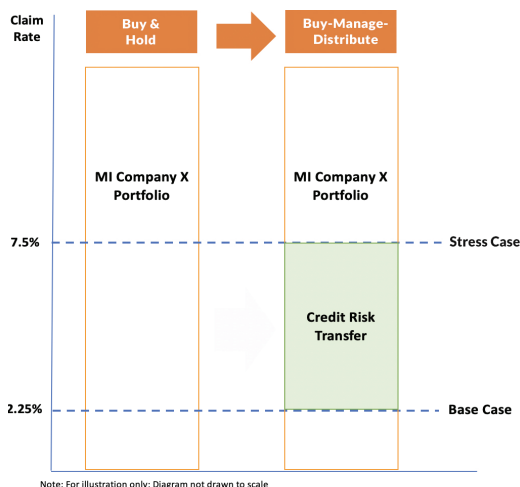 Claim
Rate
Buy &
Hold
Buy-Manage-
Distribute
MI Company X
Portfolio
MI Company X
Portfolio
7.5%
Stress Case
Credit Risk
Transfer
2.25%
Base Case
Note: For illustration only; Diagram not drawn to scale